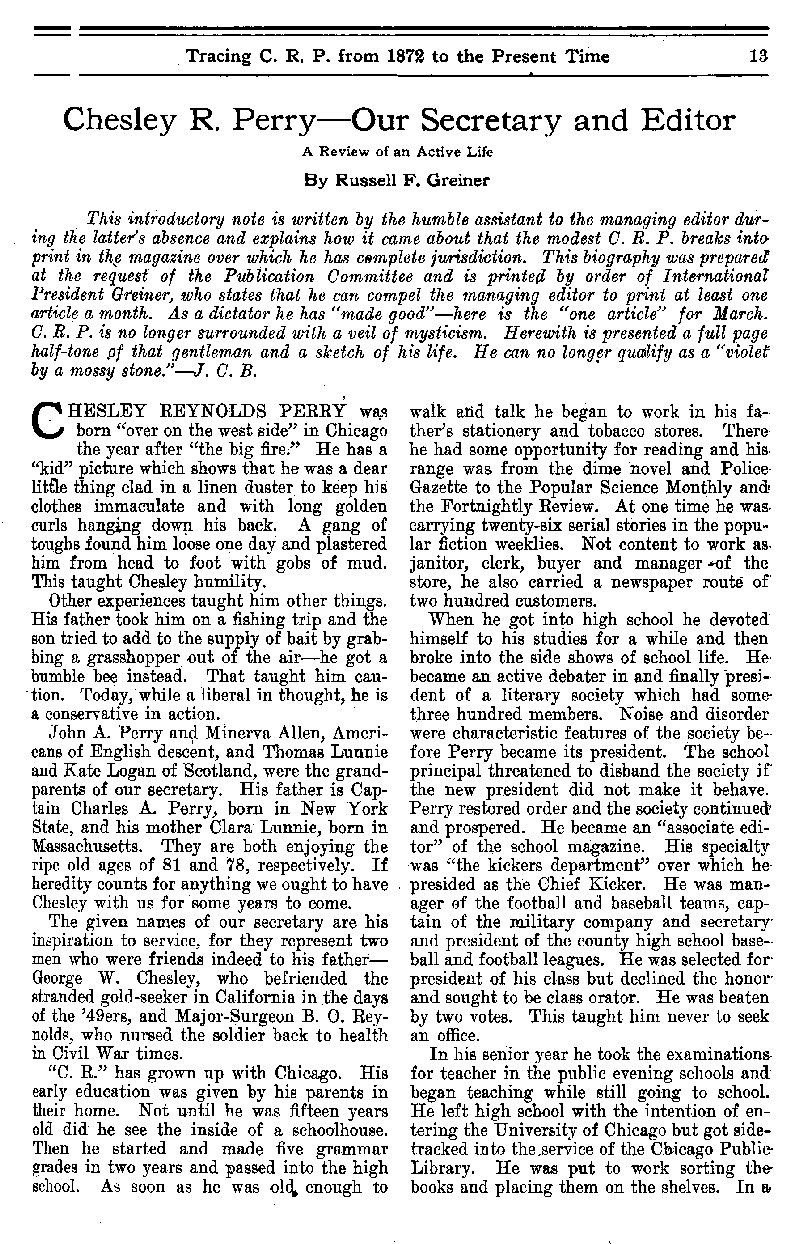 Tracing C. R. P. from 1872 to the Present Time 13
Chesley R. Perry—Our Secretary and Editor
A Review of an Active Life
By Russell F. Greiner
This introductory note is written by the humble assistant to the managing editor dur-
ing the latter's absence and explains how it came about that the modest C. R. P. breaks into
print in the magazine over which he has complete jurisdiction. This biography was prepared
at the request of the Publication Committee and is printed by order of International
President Greiner, who states that he can compel the managing editor to print at least one
article a month. As a dictator he has "made good"—here is the "one article" for March.
C. R. P. is no longer surrounded with a veil of mysticism. Herewith is presented a full page
half-tone of that gentleman and a sketch of his life. He can no longer qualify as a "violet
by a mossy stone."—J. C. B.
CHESLEY REYNOLDS PERRY was
born "over on the west side" in Chicago
the year after "the big fire." He has a
"kid" picture which shows that he was a dear
little thing clad in a linen duster to keep his
clothes immaculate and with long golden
curls hanging down his back. A gang of
toughs found him loose one day and plastered
him from head to foot with gobs of mud.
This taught Chesley humility.
Other experiences taught him other things.
His father took him on a fishing trip and the
son tried to add to the supply of bait by grab-
bing a grasshopper out of the air—he got a
bumble bee instead. That taught him cau-
tion. Today, while a liberal in thought, he is
a conservative in action.
John A. Perry and Minerva Allen, Ameri-
cans of English descent, and Thomas Lunnie
and Kate Logan of Scotland, were the grand-
parents of our secretary. His father is Cap-
tain Charles A. Perry, born in New York
State, and his mother Clara Lunnie, born in
Massachusetts. They are both enjoying the
ripe old ages of 81 and 78, respectively. If
heredity counts for anything we ought to have
Chesley with us for some years to come.
The given names of our secretary are his
inspiration to service, for they represent two
men who were friends indeed to his father—
George W. Chesley, who befriended the
stranded gold-seeker in California in the days
of the '49ers, and Major-Surgeon B. O. Rey-
nolds, who nursed the soldier back to health
in Civil War times.
"C. R." has grown up with Chicago. His
early education was given by his parents in
their home. Not until he was fifteen years
old did he see the inside of a schoolhouse.
Then he started and made five grammar
grades in two years and passed into the high
school. As soon as he was old enough to
walk and talk he began to work in his fa-
ther's stationery and tobacco stores. There
he had some opportunity for reading and his
range was from the dime novel and Police
Gazette to the Popular Science Monthly and
the Fortnightly Review. At one time he was
carrying twenty-six serial stories in the popu-
lar fiction weeklies. Not content to work as
janitor, clerk, buyer and manager of the
store, he also carried a newspaper route of
two hundred customers.
When he got into high school he devoted
himself to his studies for a while and then
broke into the side shows of school life. He
became an active debater in and finally presi-
dent of a literary society which had some
three hundred members. Noise and disorder
were characteristic features of the society be-
fore Perry became its president. The school
principal threatened to disband the society if
the new president did not make it behave.
Perry restored order and the society continued
and prospered. He became an "associate edi-
tor" of the school magazine. His specialty
was "the kickers department" over which he
presided as the Chief Kicker. He was man-
ager of the football and baseball teams, cap-
tain of the military company and secretary
and president of the county high school base-
ball and football leagues. He was selected for
president of his class but declined the honor
and sought to be class orator. He was beaten
by two votes. This taught him never to seek
an office.
In his senior year he took the examinations
for teacher in the public evening schools and
began teaching while still going to school.
He left high school with the intention of en-
tering the University of Chicago but got side-
tracked into the service of the Chicago Public
Library. He was put to work sorting the
books and placing them on the shelves. In a